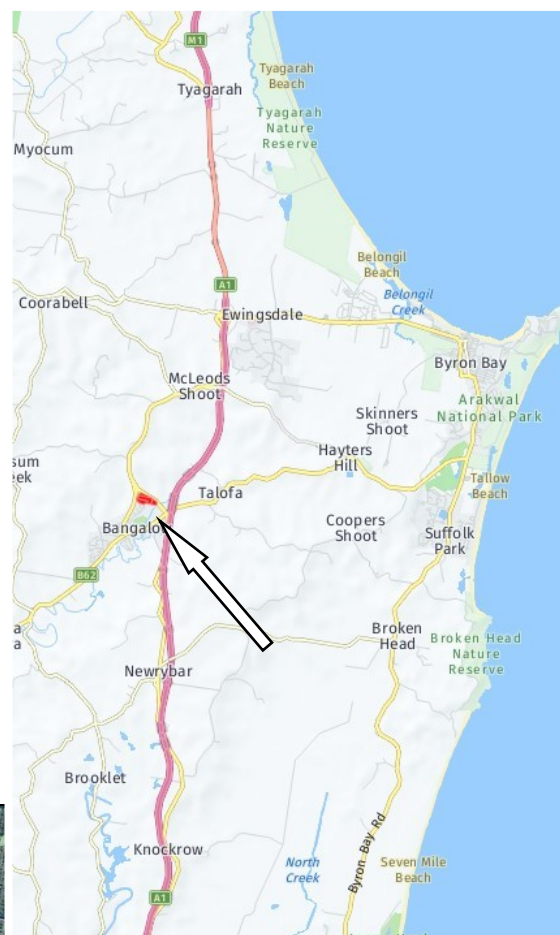 M1
Tyagarah
Beach
Tyagarah
Tyagarah
Nature
Reserve
Myocum
Belongil
Beach
A1
Belongil
Creek
Coorabell
Ewingsdale
Byron Bay
McLeods
Shoot
Arakwal
National Park
Skinners
Shoot
Hayters
Hill
sum
eek
Tallow
Beach
Talofa
Bangalo
Coopers
Shoot
Suffolk
Park
B62
a
a
Broken
Head
Broken Head
Nature
Reserve
Newrybar
Brooklet
Knockrow
North
Creek
Byron Bay Rd
Seven Mile
Beach
A1